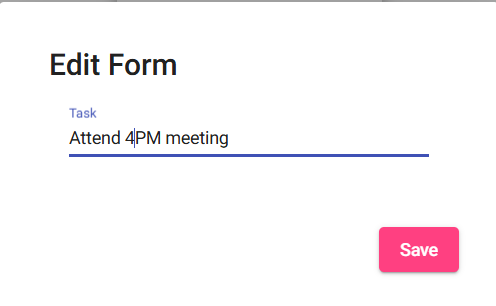 Edit Form
Task
Attend 4PM meeting
Save